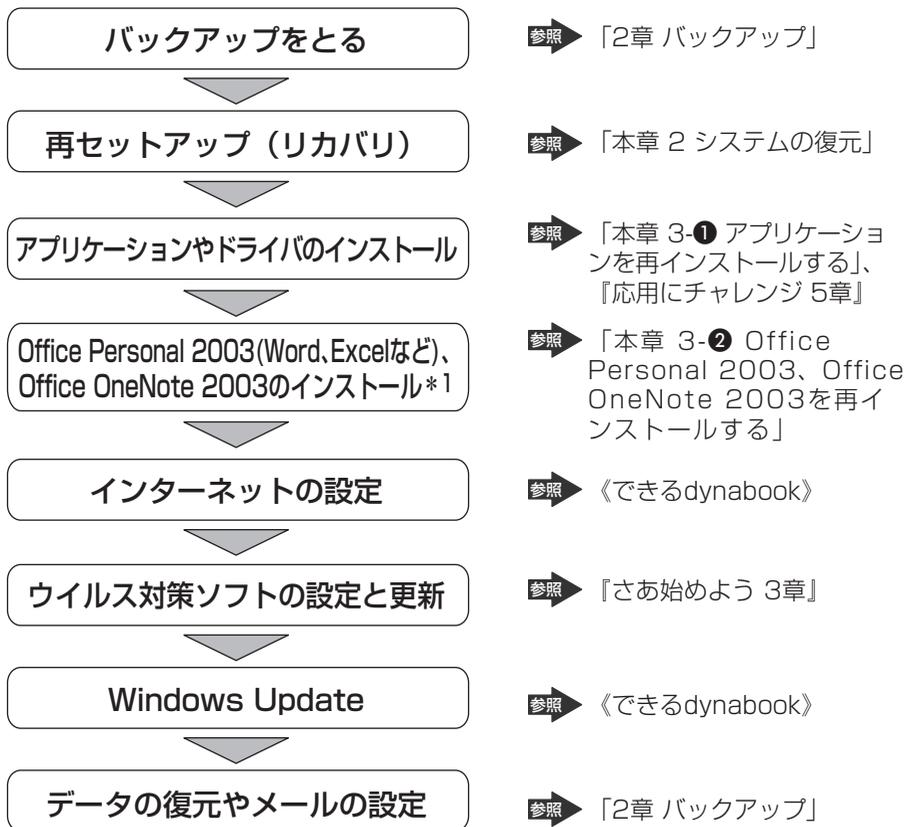 バックアップをとる
参照 「2章 バックアップ」
再セットアップ（リカバリ）
参照 「本章 2 システムの復元」
アプリケーションやドライバのインストール
参照 「本章 3-❶ アプリケーショ
ンを再インストールする」、
『応用にチャレンジ 5章』
Office Personal 2003(Word、Excelなど)、
Office OneNote 2003のインストール＊1
参照 「本章 3-❷ Office
Personal 2003、Office
OneNote 2003を再イ
ンストールする」
インターネットの設定
参照 《できるdynabook》
ウイルス対策ソフトの設定と更新
参照 『さあ始めよう 3章』
Windows Update
参照 《できるdynabook》
データの復元やメールの設定
参照 「2章 バックアップ」